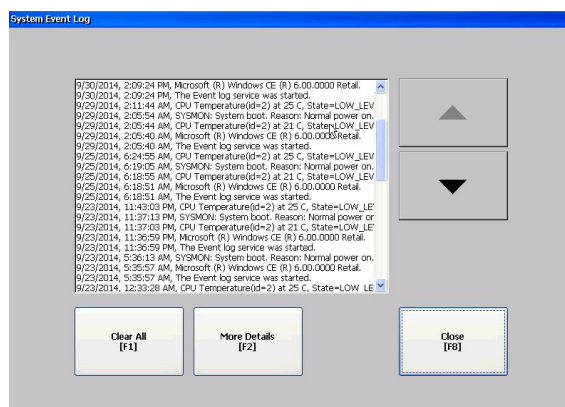 System Event Log
9/30/2014, 2:09:24 PM, Microsoft (R) Windows CE (R) 6.00.0000 Retail.
9/30/2014, 2:09:24 PM, The Event log service was started.
9/29/2014, 2:11:44 AM, CPU Temperature(id=2) at 25 C, State=LOW_LEV
9/29/2014, 2:05:54 AM, SYSMON: System boot. Reason: Normal power on.
9/29/2014, 2:05:44 AM, CPU Temperature(id=2) at 21 C, State=LOW_LEV
9/29/2014, 2:05:40 AM, Microsoft (R) Windows CE (R) 6.00.0000 Retail.
9/29/2014, 2:05:40 AM, The Event log service was started.
9/25/2014, 6:24:55 AM, CPU Temperature(id=2) at 25 C, State=LOW_LEV
9/25/2014, 6:19:05 AM, SYSMON: System boot. Reason: Normal power on.
9/25/2014, 6:18:55 AM, CPU Temperature(id=2) at 21 C, State=LOW_LEV
9/25/2014, 6:18:51 AM, Microsoft (R) Windows CE (R) 6.00.0000 Retail.
9/25/2014, 6:18:51 AM, The Event log service was started.
9/23/2014, 11:43:03 PM, CPU Temperature(id=2) at 25 C, State=LOW_LE
9/23/2014, 11:37:13 PM, SYSMON: System boot. Reason: Normal power or
9/23/2014, 11:37:03 PM, CPU Temperature(id=2) at 21 C, State=LOW_LE
9/23/2014, 11:36:59 PM, Microsoft (R) Windows CE (R) 6.00.0000 Retail.
9/23/2014, 11:36:59 PM, The Event log service was started.
9/23/2014, 5:36:13 AM, SYSMON: System boot. Reason: Normal power on.
9/23/2014, 5:35:57 AM, Microsoft (R) Windows CE (R) 6.00.0000 Retail.
9/23/2014, 5:35:57 AM, The Event log service was started.
9/23/2014, 12:33:28 AM, CPU Temperature(id=2) at 25 C, State=LOW LE
Clear All
[F1]
More Details
[F2]
Close
[F8]